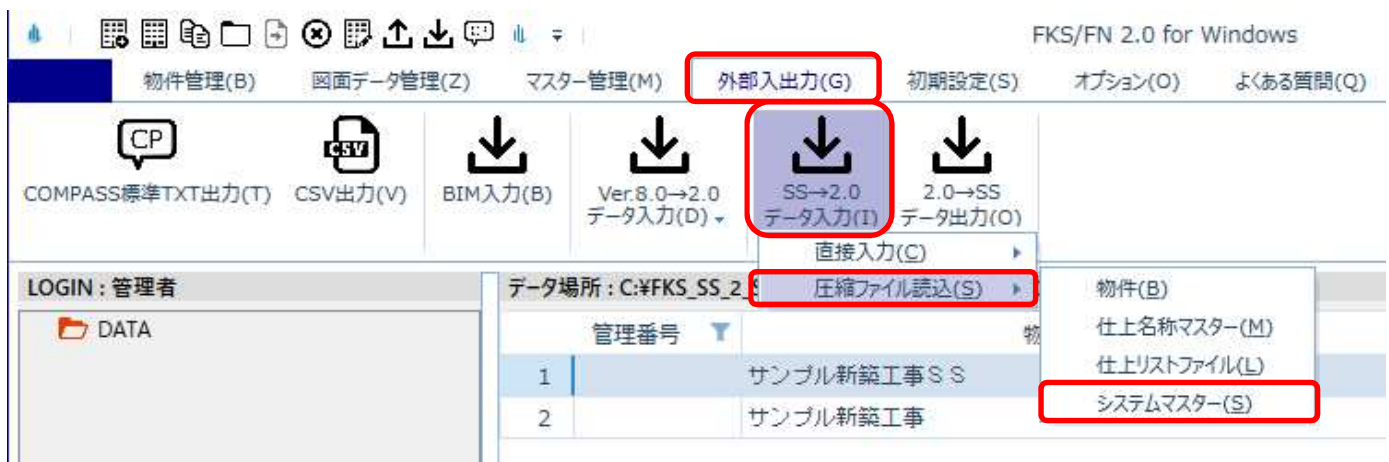 FKS/FN 2.0 for Windows
物件管理(B) 図面データ管理(Z) マスター管理(M) 外部入出力(G) 初期設定(S) オプション(O) よくある質問(Q)
CP
CSV
COMPASS標準TXT出力(T) CSV出力(V) BIM入力(B) Ver.8.0→2.0 SS→2.0 2.0→SS
データ入力(D) データ入力(I) データ出力(O)
直接入力(C)
LOGIN : 管理者 データ場所 : C:¥FKS_SS_2_ 圧縮ファイル読込(S) 物件(B)
DATA 管理番号 物 仕上名称マスター(M)
仕上リストファイル(L)
1 サンプル新築工事ＳＳ
システムマスター(S)
2 サンプル新築工事